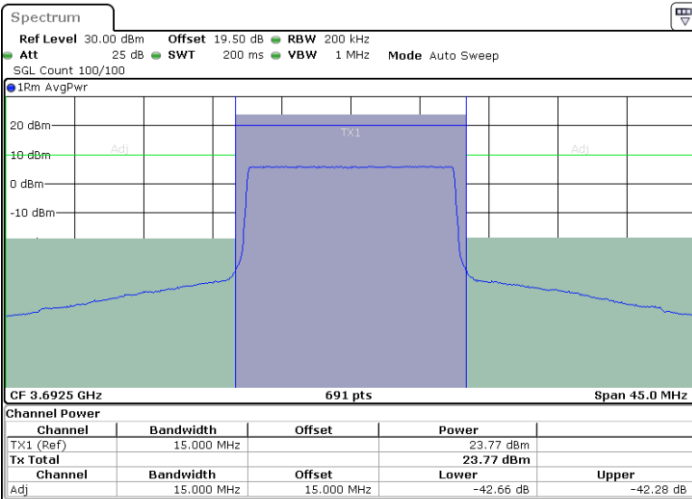 Spectrum
Ref Level 30.00 dBm Offset 19.50 dB RBW 200 kHz
Att 25 dB SWT 200 ms VBW 1 MHz Mode Auto Sweep
SGL Count 100/100
1Rm AvgPwr
20 dBm
TX1
10 dBm Adj Adj
0 dBm
-10 dBm
CF 3.6925 GHz 691 pts Span 45.0 MHz
Channel Power
Channel Bandwidth Offset Power
TX1 (Ref) 15.000 MHz 23.77 dBm
Tx Total 23.77 dBm
Channel Bandwidth Offset Lower Upper
Adj 15.000 MHz 15.000 MHz -42.66 dB -42.28 dB